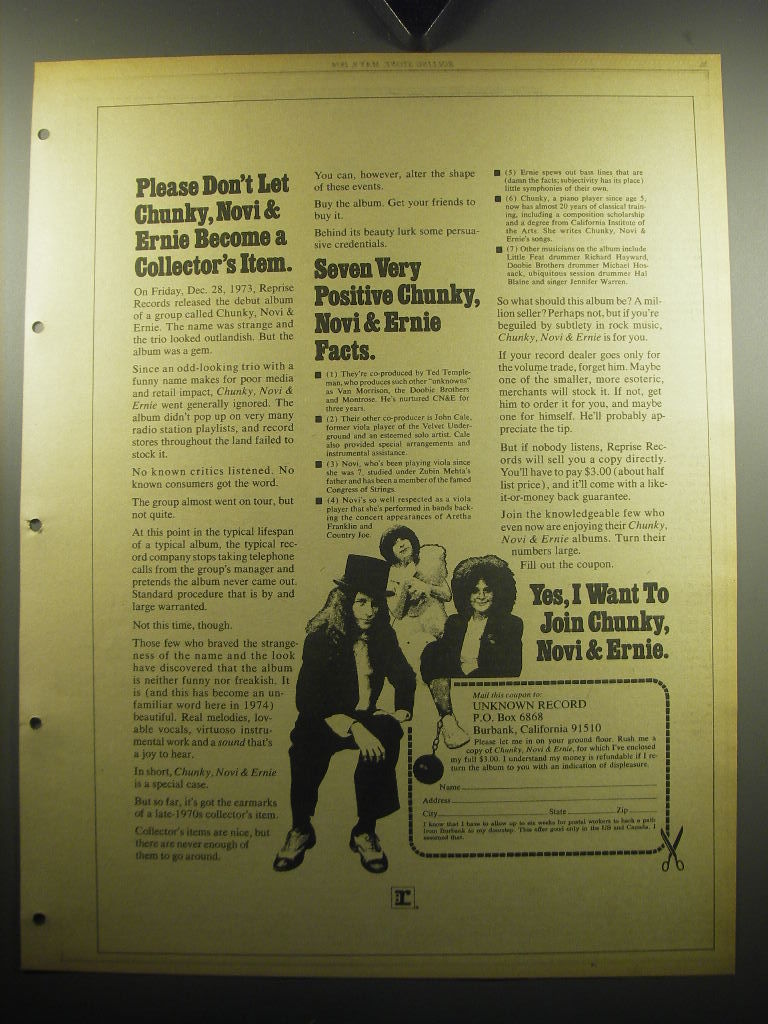 Please Don't Let
Chunky, Novi &
Ernie Become a
Collector's Item.
On Friday, Dec. 28, 1973, Reprise
Records released the debut album
of a group called Chunky, Novi &
Ernie. The name was strange and
the trio looked outlandish. But the
album was a gem.
Since an odd-looking trio with a
funny name makes for poor media
and retail impact, Chunky, Novi &
Ernie went generally ignored. The
album didn't pop up on very many
radio station playlists, and record
stores throughout the land failed to
stock it.
No known critics listened. No
known consumers got the word.
The group almost went on tour, but
not quite.
At this point in the typical lifespan
of a typical album, the typical rec-
ord company stops taking telephone
calls from the group's manager and
pretends the album never came out.
Standard procedure that is by and
large warranted.
Not this time, though.
Those few who braved the strange-
ness of the name and the look
have discovered that the album
is neither funny nor freakish. It
is (and this has become an un-
familiar word here in 1974)
beautiful. Real melodies, lov-
able vocals, virtuoso instru-
mental work and a sound that's
a joy to hear.
In short, Chunky, Novi & Ernie
is a special case.
But so far, it's got the earmarks
of a late-1970s collector's item.
Collector's items are nice, but
there are never enough of
them to go around.
You can, however, alter the shape
of these events.
Buy the album. Get your friends to
buy it.
Behind its beauty lurk some persua-
sive credentials.
Seven Very
Positive Chunky,
Novi & Ernie
Facts.
(1) They're co-produced by Ted Temple-
man, who produces such other "unknowns"
as Van Morrison, the Doobie Brothers
and Montrose. He's nurtured CN&E for
three years.
(2) Their other co-producer is John Cale,
former viola player of the Velvet Under-
ground and an esteemed solo artist. Cale
also provided special arrangements and
instrumental assistance.
(3) Novi, who's been playing viola since
she was 7, studied under Zubin Mehta's
father and has been a member of the famed
Congress of Strings.
(4) Novi's so well respected as a viola
player that she's performed in bands back-
ing the concert appearances of Aretha
Franklin and
Country Joe.
(5) Ernie spews out bass lines that are
(damn the facts; subjectivity has its place)
little symphonies of their own.
(6) Chunky, a piano player since age 5,
now has almost 20 years of classical train-
ing, including a composition scholarship
and a degree from California Institute of
the Arts. She writes Chunky, Novi &
Ernie's songs.
(7) Other musicians on the album include
Little Feat drummer Richard Hayward,
Doobie Brothers drummer Michael Hos-
sack, ubiquitous session drummer Hal
Blaine and singer Jennifer Warren.
So what should this album be? A mil-
lion seller? Perhaps not, but if you're
beguiled by subtlety in rock music,
Chunky, Novi & Ernie is for you.
If your record dealer goes only for
the volume trade, forget him. Maybe
one of the smaller, more esoteric,
merchants will stock it. If not, get
him to order it for you, and maybe
one for himself. He'll probably ap-
preciate the tip.
But if nobody listens, Reprise Rec-
ords will sell you a copy directly.
You'll have to pay $3.00 (about half
list price), and it'll come with a like-
it-or-money back guarantee.
Join the knowledgeable few who
even now are enjoying their Chunky,
Novi & Ernie albums. Turn their
numbers large.
Fill out the coupon.
Yes, I Want To
Join Chunky,
Novi & Ernie.
Mail this coupon to:
UNKNOWN RECORD
P.O. Box 6868
Burbank, California 91510
Please let me in on your ground floor. Rush me a
copy of Chunky, Novi & Ernie, for which I've enclosed
my full $3.00. I understand my money is refundable if I re-
turn the album to you with an indication of displeasure.
Name
Address
City State Zip
I know that I have to allow up to six weeks for postal workers to hack a path
from Burbank to my doorstep. This offer good only in the US and Canada, I
assumed that.
r